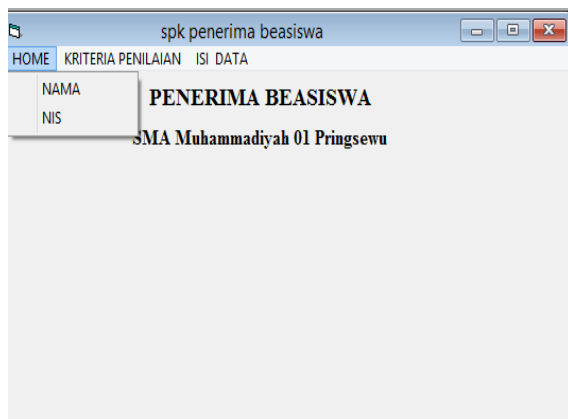 spk penerima beasiswa
HOME KRITERIA PENILAIAN ISI DATA
NAMA
NIS
PENERIMA BEASISWA
SMA Muhammadiyah 01 Pringsewu